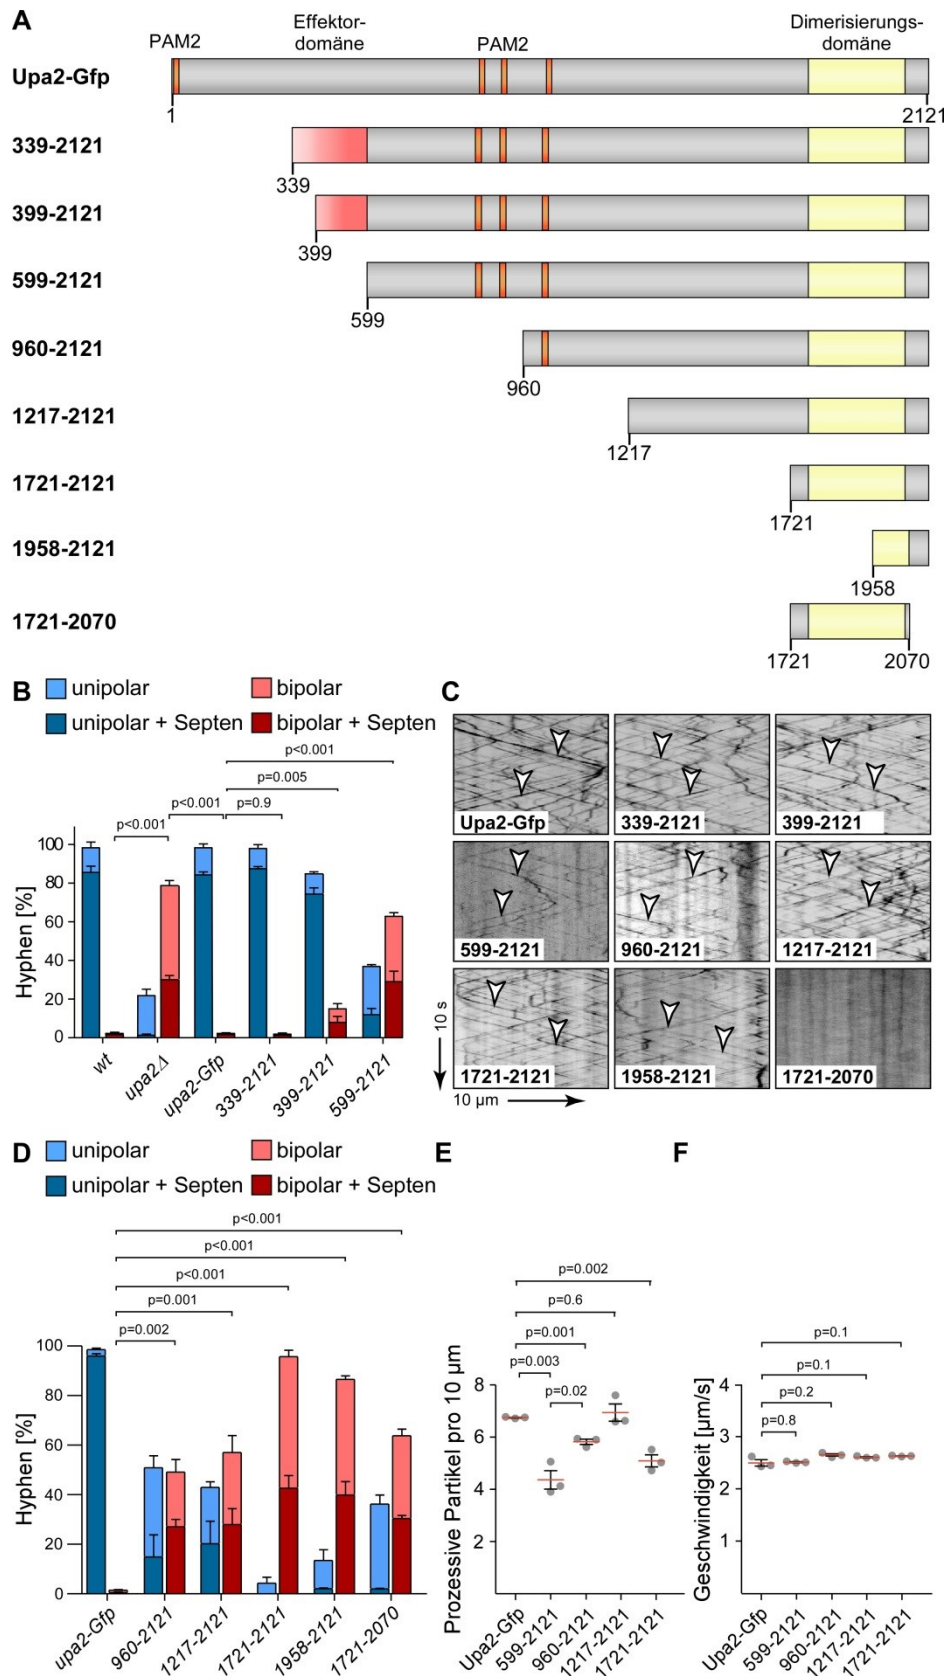 A
PAM2
Effektor-
domäne
PAM2
Dimerisierungs-
domäne
Upa2-Gfp
1
2121
339-2121
339
399-2121
399
599-2121
599
960-2121
960
1217-2121
1217
1721-2121
1721
1958-2121
1958
1721-2070
1721
2070
B
unipolar
bipolar
unipolar + Septen
bipolar + Septen
p<0.001
p=0.005
p<0.001
p<0.001
p=0.9
Hyphen [%]
100
80
60
40
20
0
wt
upa2Δ
upa2-Gfp
339-2121
399-2121
599-2121
C
Upa2-Gfp
339-2121
399-2121
599-2121
960-2121
1217-2121
1721-2121
1958-2121
1721-2070
10 s
10 µm
D
unipolar
bipolar
unipolar + Septen
bipolar + Septen
p<0.001
p<0.001
p<0.001
p=0.001
p=0.002
Hyphen [%]
100
80
60
40
20
0
upa2-Gfp
960-2121
1217-2121
1721-2121
1958-2121
1721-2070
E
p=0.002
p=0.6
p=0.001
p=0.003
p=0.02
Prozessive Partikel pro 10 µm
8
6
4
2
Upa2-Gfp
599-2121
960-2121
1217-2121
1721-2121
F
p=0.1
p=0.1
p=0.2
p=0.8
Geschwindigkeit [µm/s]
4
3
2
1
Upa2-Gfp
599-2121
960-2121
1217-2121
1721-2121